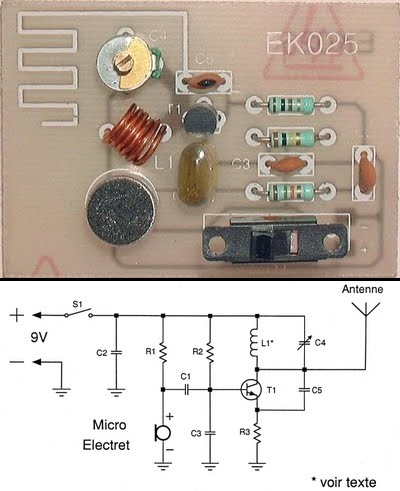 C4
C5
EK025
T1
L1
C3
+
-
Antenne
+
S1
9V
C2
R1
R2
L1*
C4
C1
T1
C5
–
Micro
Electret
+
–
C3
R3
* voir texte